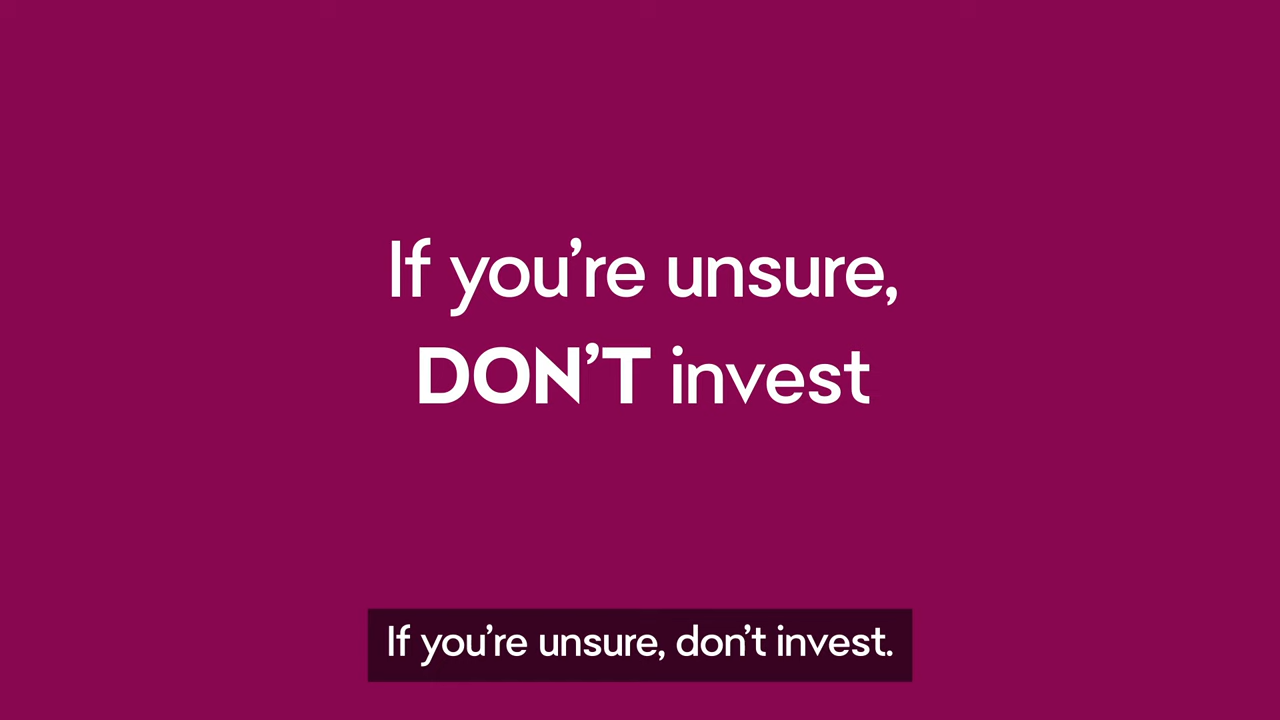 If you’re unsure,
DON’T invest
If you’re unsure, don’t invest.